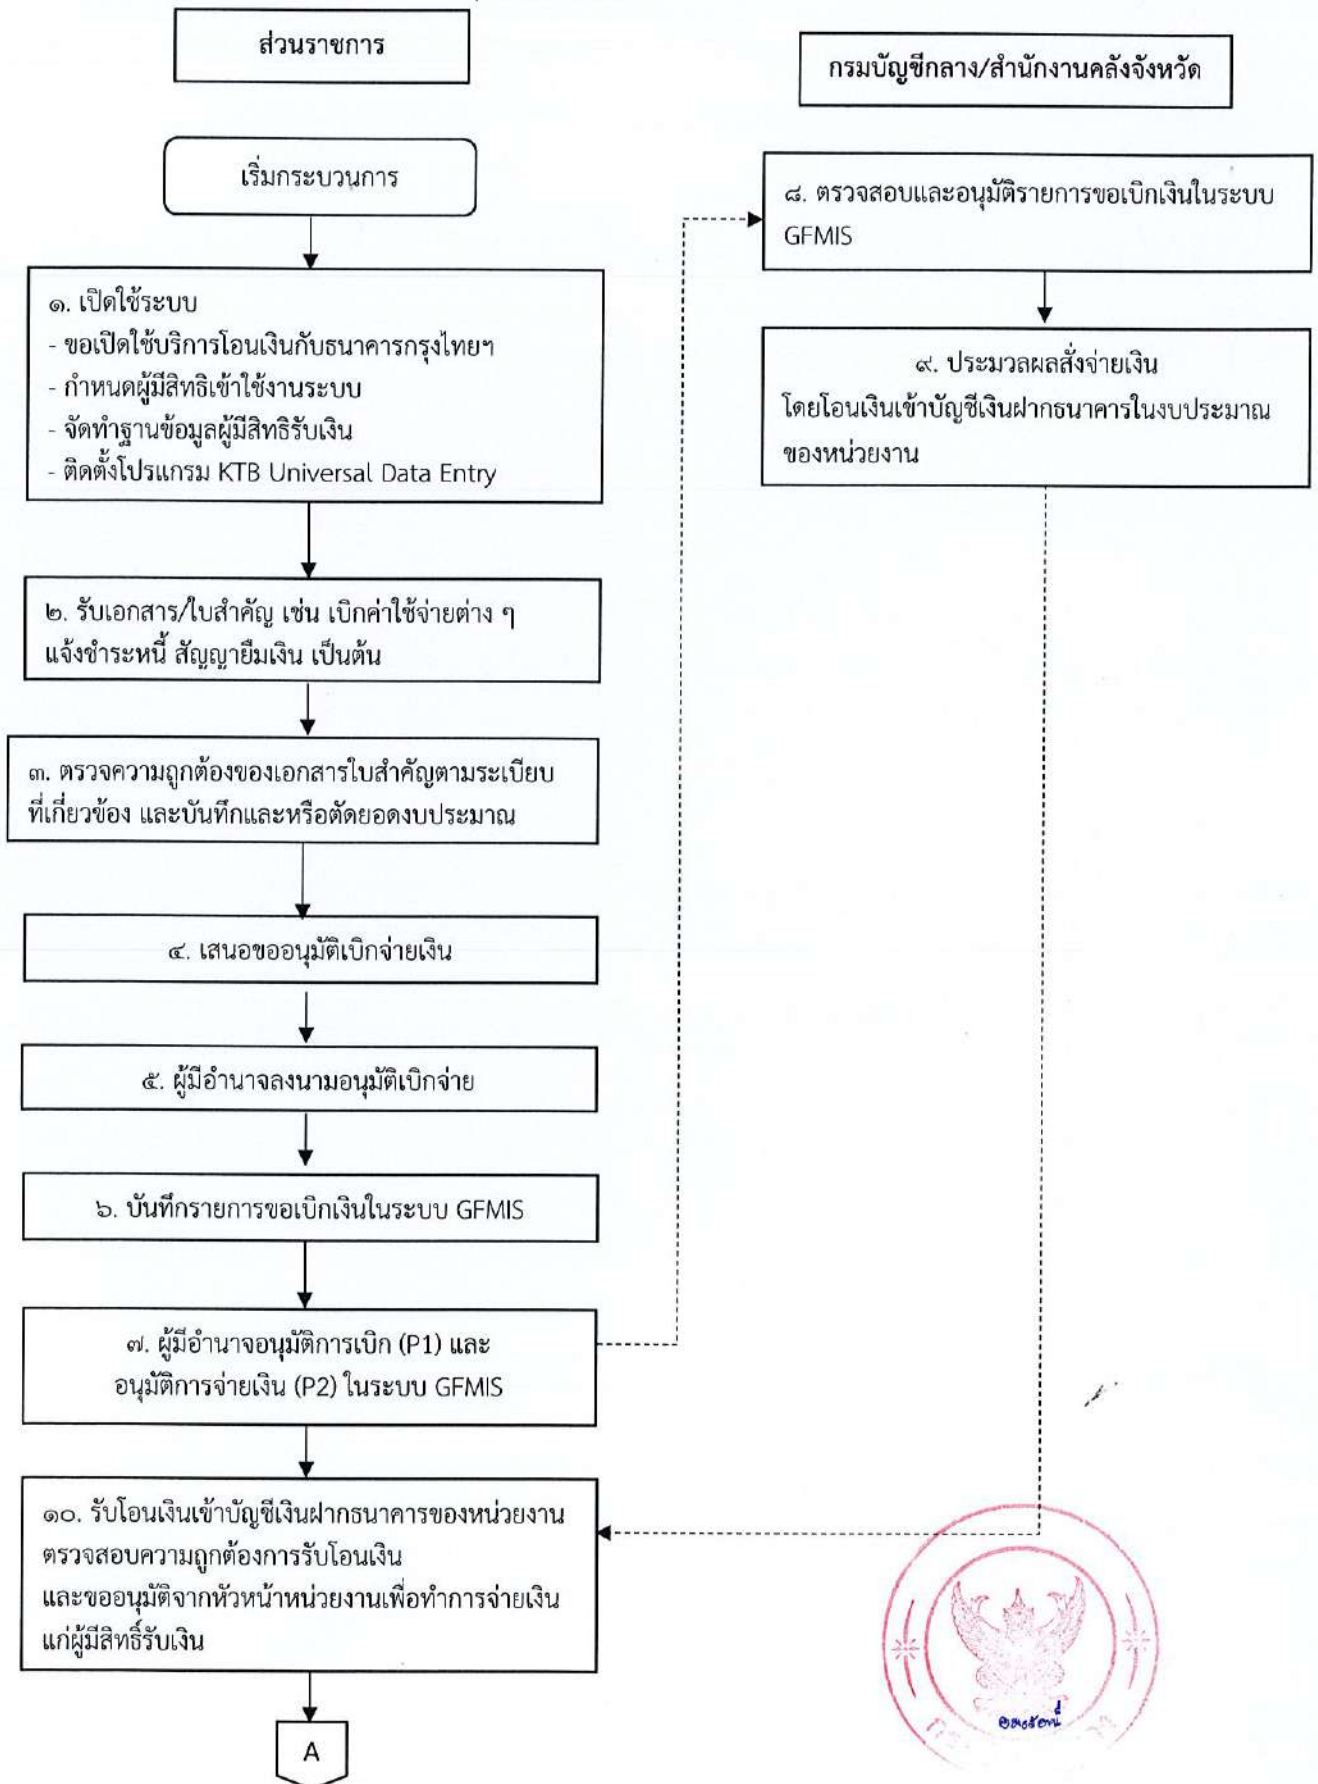 ส่วนราชการ
กรมบัญชีกลาง/สำนักงานคลังจังหวัด
เริ่มกระบวนการ
๑. เปิดใช้ระบบ
- ขอเปิดใช้บริการโอนเงินกับธนาคารกรุงไทยฯ
- กำหนดผู้มีสิทธิเข้าใช้งานระบบ
- จัดทำฐานข้อมูลผู้มีสิทธิรับเงิน
- ติดตั้งโปรแกรม KTB Universal Data Entry
๒. รับเอกสาร/ใบสำคัญ เช่น เบิกค่าใช้จ่ายต่าง ๆ
แจ้งชำระหนี้ สัญญายืมเงิน เป็นต้น
๓. ตรวจความถูกต้องของเอกสารใบสำคัญตามระเบียบ
ที่เกี่ยวข้อง และบันทึกและหรือตัดยอดงบประมาณ
๔. เสนอขออนุมัติเบิกจ่ายเงิน
๕. ผู้มีอำนาจลงนามอนุมัติเบิกจ่าย
๖. บันทึกรายการขอเบิกเงินในระบบ GFMIS
๗. ผู้มีอำนาจอนุมัติการเบิก (P1) และ
อนุมัติการจ่ายเงิน (P2) ในระบบ GFMIS
๘. ตรวจสอบและอนุมัติรายการขอเบิกเงินในระบบ
GFMIS
๙. ประมวลผลสั่งจ่ายเงิน
โดยโอนเงินเข้าบัญชีเงินฝากธนาคารในงบประมาณ
ของหน่วยงาน
๑๐. รับโอนเงินเข้าบัญชีเงินฝากธนาคารของหน่วยงาน
ตรวจสอบความถูกต้องการรับโอนเงิน
และขออนุมัติจากหัวหน้าหน่วยงานเพื่อทำการจ่ายเงิน
แก่ผู้มีสิทธิ์รับเงิน
A